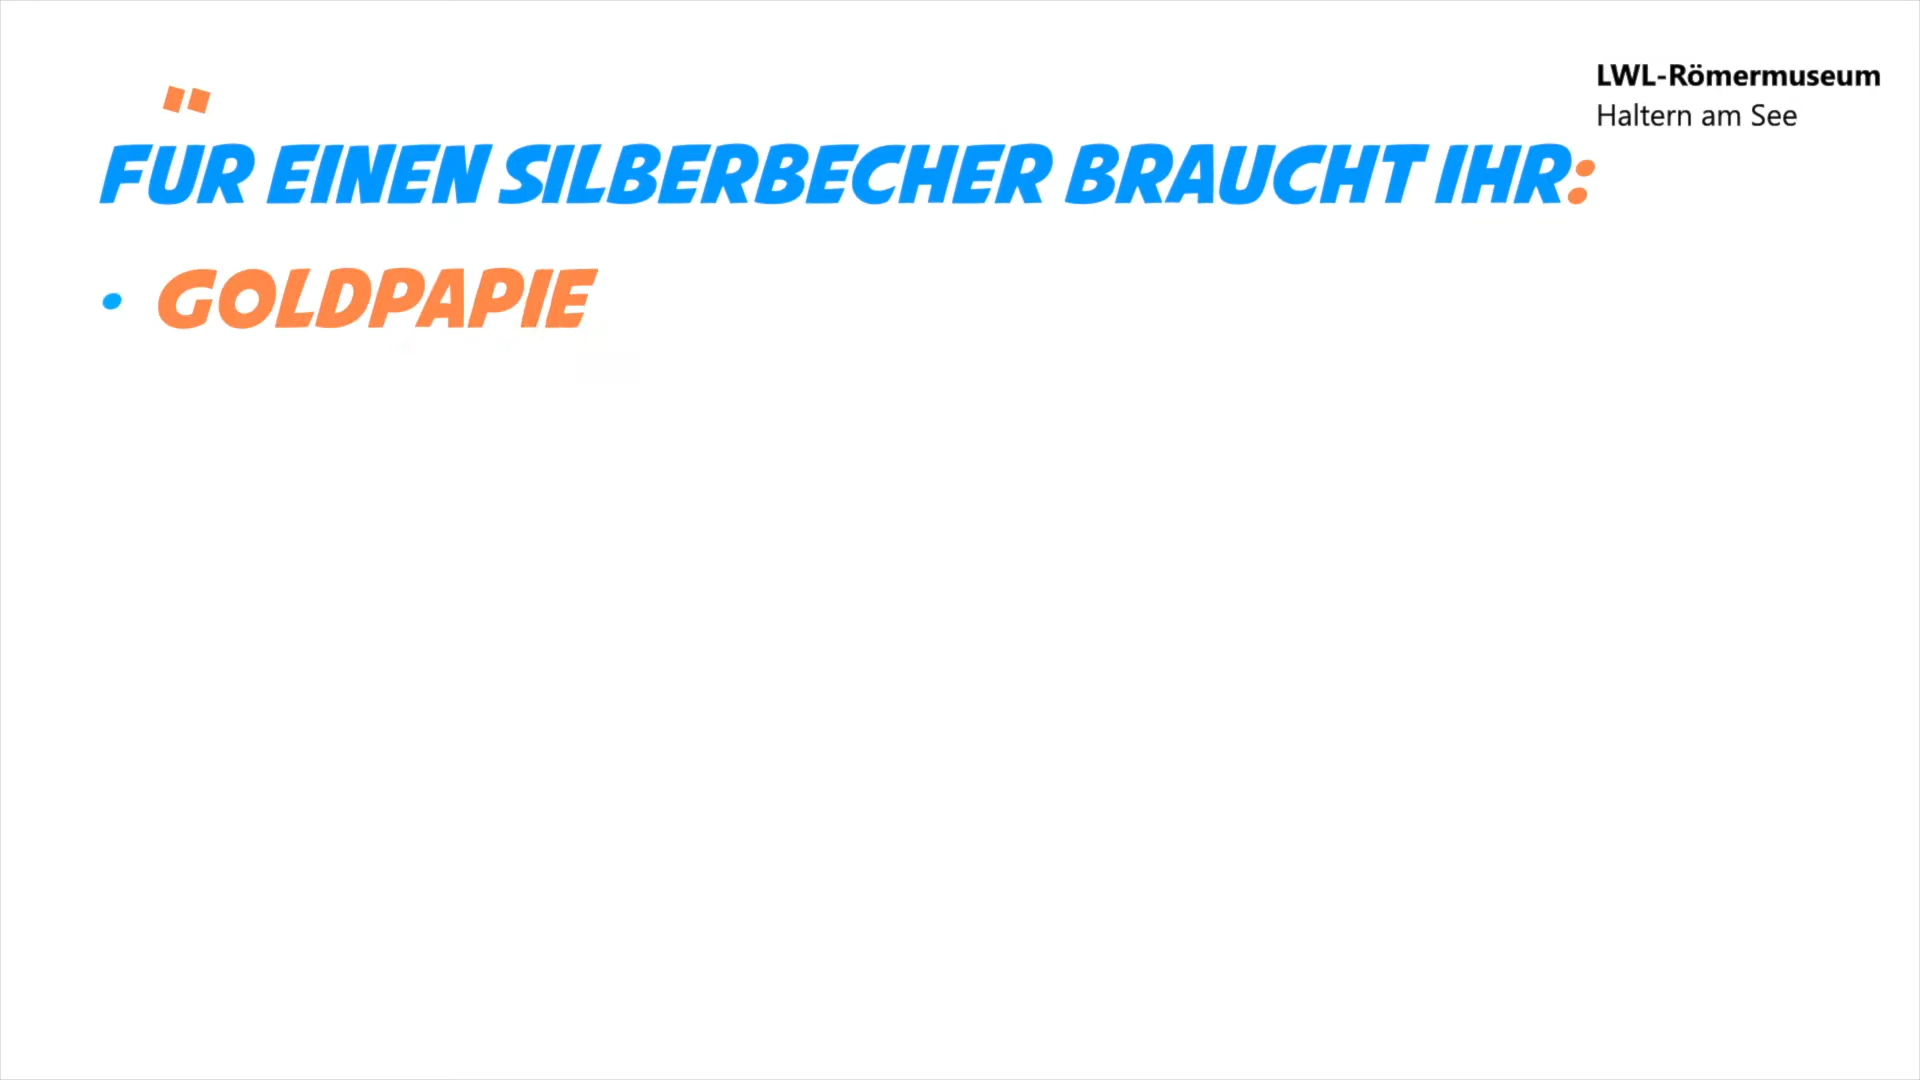 LWL-Römermuseum
Haltern am See
FÜR EINEN SILBERBECHER BRAUCHT IHR:
• GOLDPAPIE